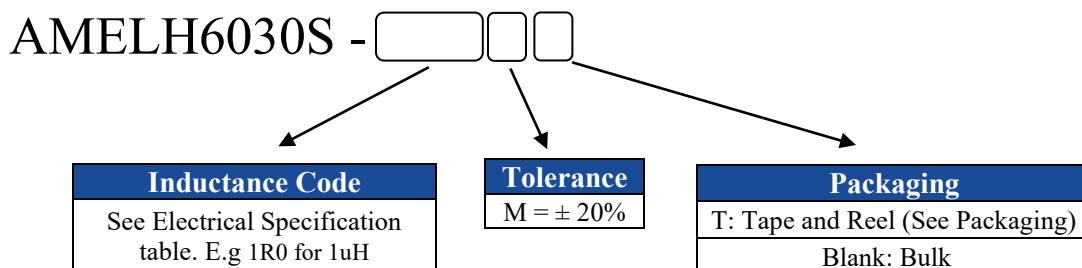 AMELH6030S -
Inductance Code
See Electrical Specification
table. E.g 1R0 for 1uH
Tolerance
M = ± 20%
Packaging
T: Tape and Reel (See Packaging)
Blank: Bulk